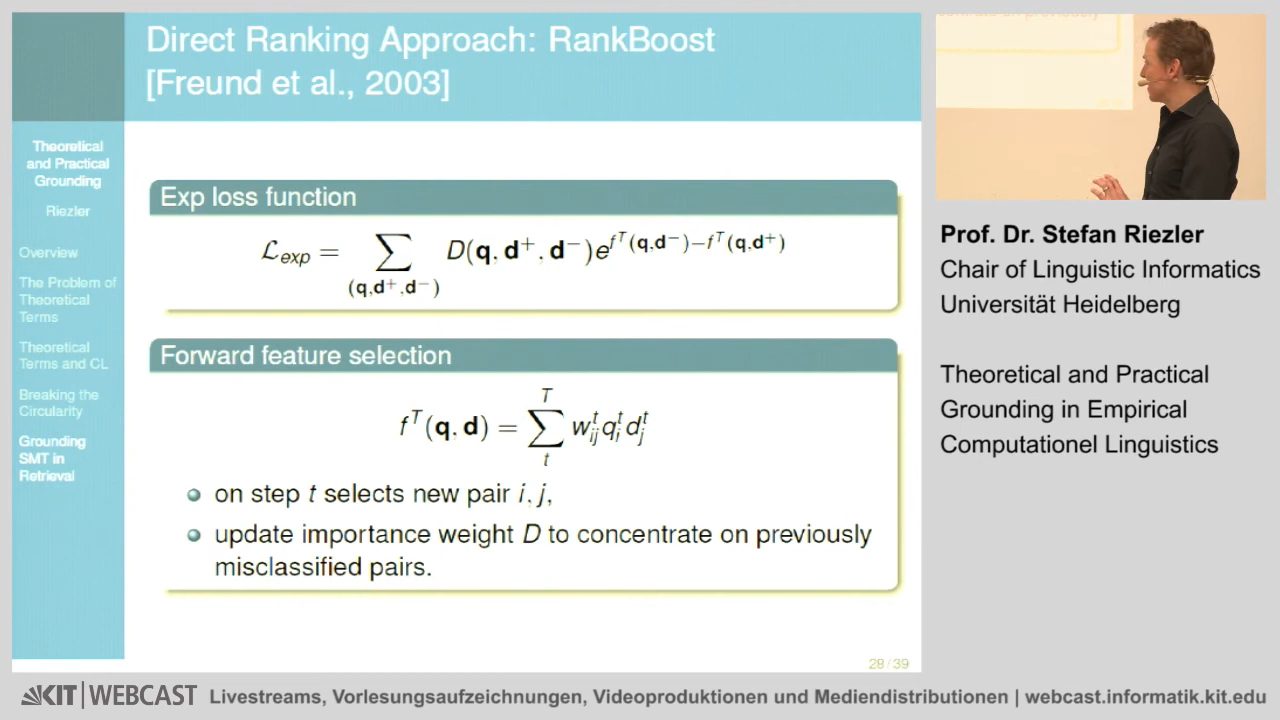 Direct Ranking Approach: RankBoost
[Freund et al., 2003]
Theoretical
and Practical
Grounding
Riezler
Overview
The Problem of
Theoretical
Terms
Theoretical
Terms and CL
Breaking the
Circularity
Grounding
SMT in
Retrieval
Exp loss function
ℒ_exp = ∑_(q,d⁺,d⁻) D(q, d⁺, d⁻)e^{f^T(q,d⁻)−f^T(q,d⁺)}
Forward feature selection
f^T(q, d) = ∑_t^T w_ij^t q_i^t d_j^t
on step t selects new pair i, j,
update importance weight D to concentrate on previously
misclassified pairs.
28 / 39
Prof. Dr. Stefan Riezler
Chair of Linguistic Informatics
Universität Heidelberg
Theoretical and Practical
Grounding in Empirical
Computationel Linguistics
KIT | WEBCAST
Livestreams, Vorlesungsaufzeichnungen, Videoproduktionen und Mediendistributionen | webcast.informatik.kit.edu